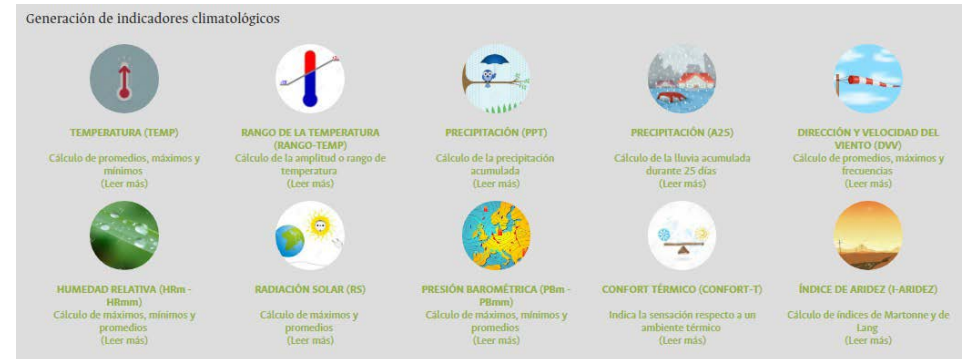 Generación de indicadores climatológicos
TEMPERATURA (TEMP)
Cálculo de promedios, máximos y
mínimos
(Leer más)
RANGO DE LA TEMPERATURA
(RANGO-TEMP)
Cálculo de la amplitud o rango de
temperatura
(Leer más)
PRECIPITACIÓN (PPT)
Cálculo de la precipitación
acumulada
(Leer más)
PRECIPITACIÓN (A25)
Cálculo de la lluvia acumulada
durante 25 días
(Leer más)
DIRECCIÓN Y VELOCIDAD DEL
VIENTO (DVV)
Cálculo de promedios, máximos y
frecuencias
(Leer más)
HUMEDAD RELATIVA (HRm -
HRmm)
Cálculo de máximos, mínimos y
promedios
(Leer más)
RADIACIÓN SOLAR (RS)
Cálculo de máximos y
promedios
(Leer más)
PRESIÓN BAROMÉTRICA (PBm -
PBmm)
Cálculo de máximos, mínimos y
promedios
(Leer más)
CONFORT TÉRMICO (CONFORT-T)
Indica la sensación respecto a un
ambiente térmico
(Leer más)
ÍNDICE DE ARIDEZ (I-ARIDEZ)
Cálculo de índices de Martonne y de
Lang
(Leer más)